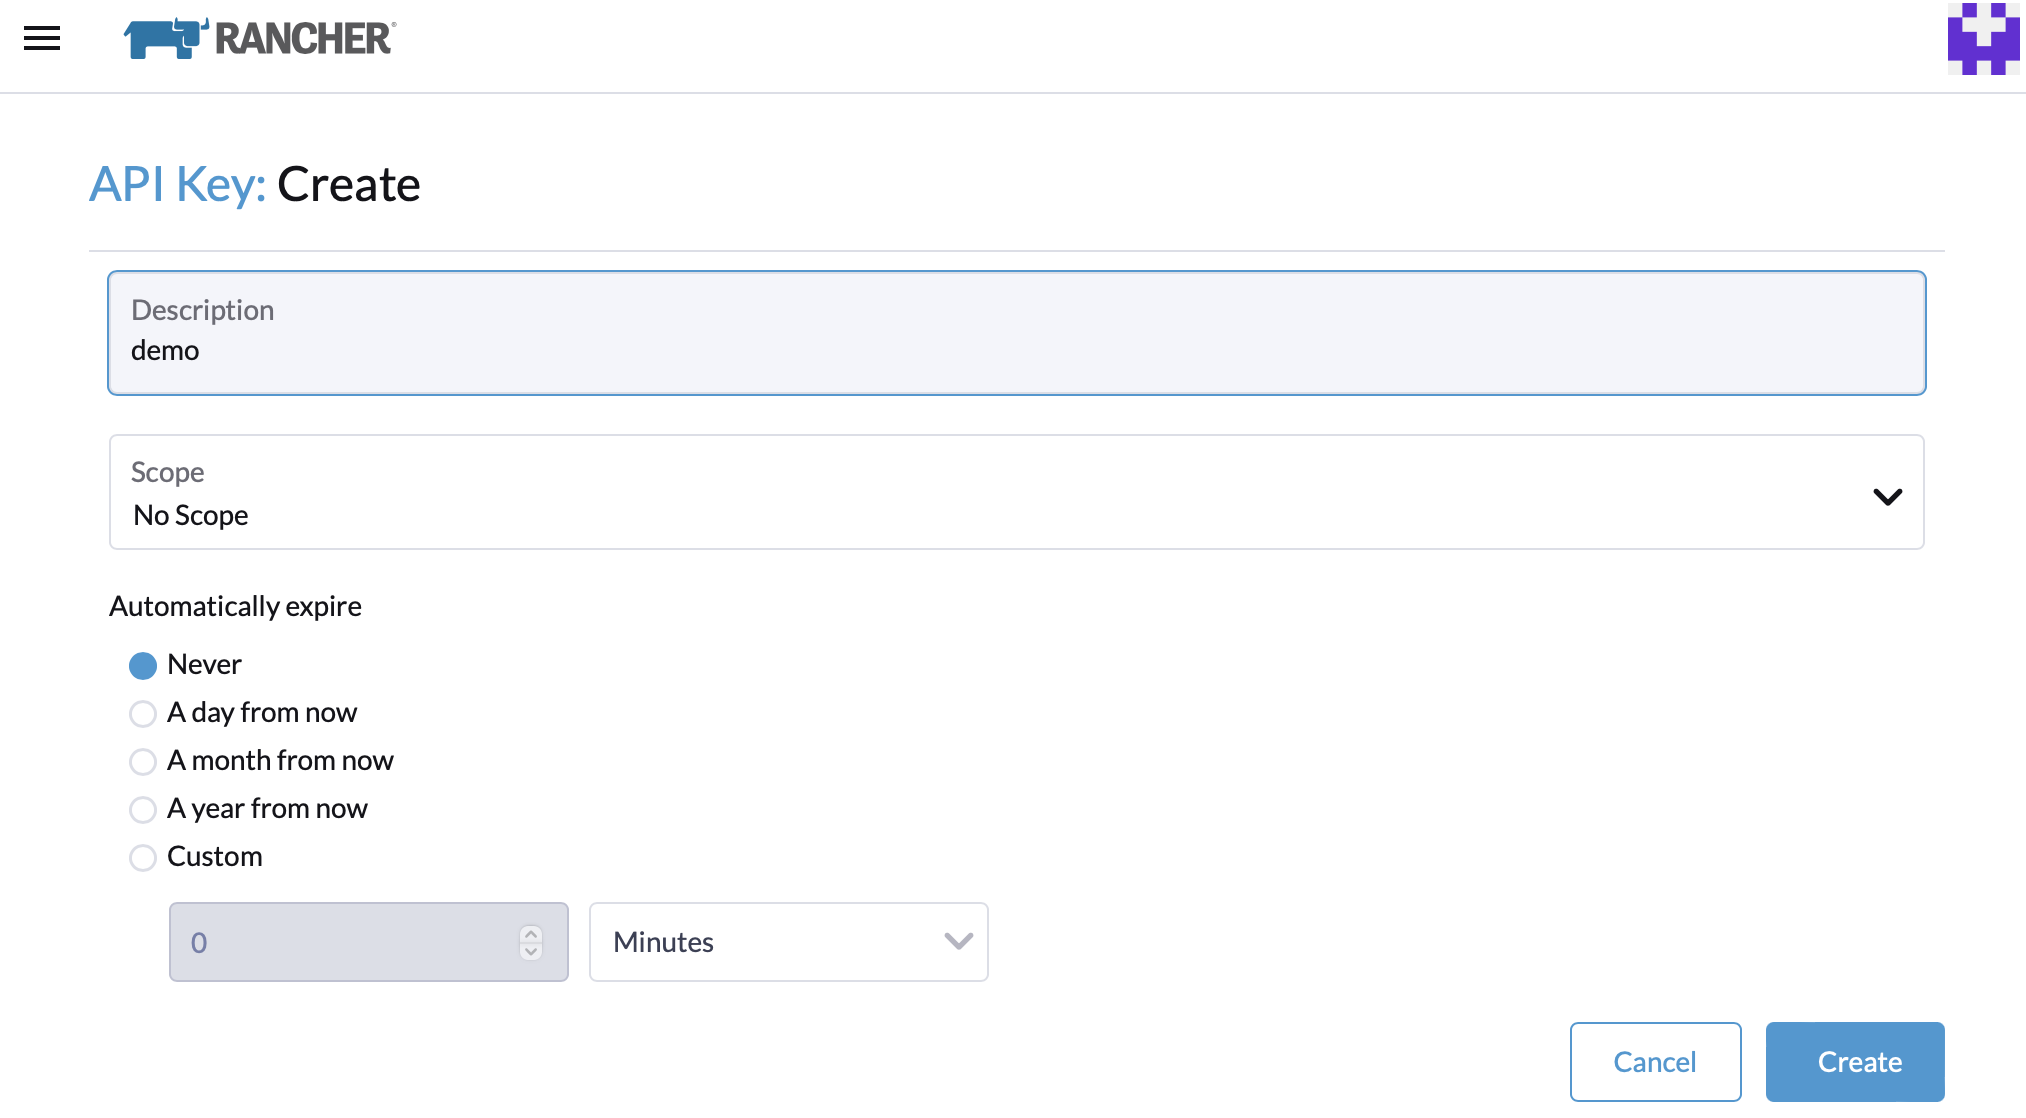 RANCHER®
API Key: Create
Description
demo
Scope
No Scope
Automatically expire
Never
A day from now
A month from now
A year from now
Custom
0
Minutes
Cancel
Create